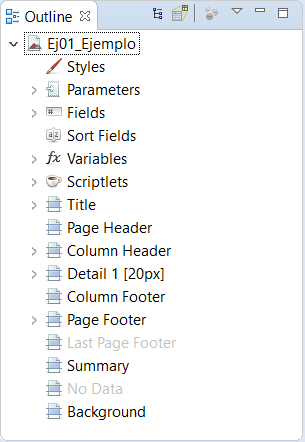 Outline
Ej01_Ejemplo
Styles
Parameters
Fields
Sort Fields
fx Variables
Scriptlets
Title
Page Header
Column Header
Detail 1 [20px]
Column Footer
Page Footer
Last Page Footer
Summary
No Data
Background